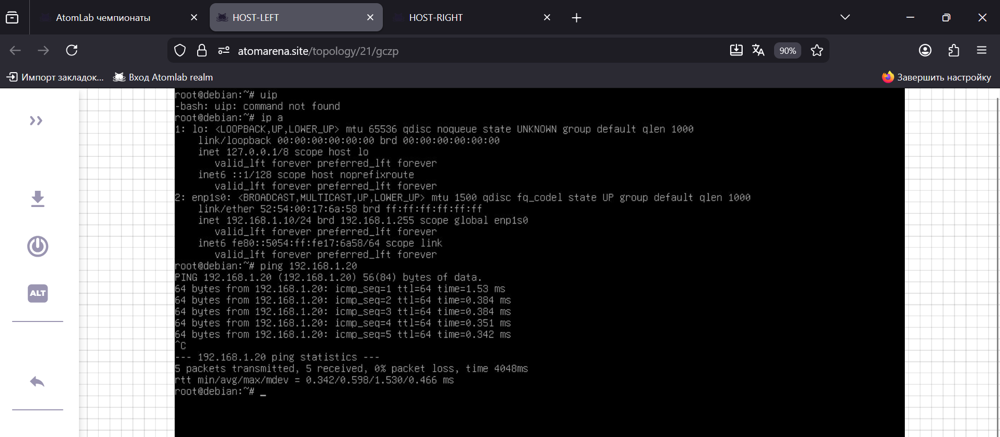 AtomLab чемпионаты
HOST-LEFT
HOST-RIGHT
atomarena.site/topology/21/gczp
90%
Импорт закладок...
Вход Atomlab realm
Завершить настройку
root@debian:~# uip
-bash: uip: command not found
root@debian:~# ip a
1: lo: <LOOPBACK,UP,LOWER_UP> mtu 65536 qdisc noqueue state UNKNOWN group default qlen 1000
link/loopback 00:00:00:00:00:00 brd 00:00:00:00:00:00
inet 127.0.0.1/8 scope host lo
valid_lft forever preferred_lft forever
inet6 ::1/128 scope host noprefixroute
valid_lft forever preferred_lft forever
2: enp1s0: <BROADCAST,MULTICAST,UP,LOWER_UP> mtu 1500 qdisc fq_codel state UP group default qlen 1000
link/ether 52:54:00:17:6a:58 brd ff:ff:ff:ff:ff:ff
inet 192.168.1.10/24 brd 192.168.1.255 scope global enp1s0
valid_lft forever preferred_lft forever
inet6 fe80::5054:ff:fe17:6a58/64 scope link
valid_lft forever preferred_lft forever
root@debian:~# ping 192.168.1.20
PING 192.168.1.20 (192.168.1.20) 56(84) bytes of data.
64 bytes from 192.168.1.20: icmp_seq=1 ttl=64 time=1.53 ms
64 bytes from 192.168.1.20: icmp_seq=2 ttl=64 time=0.384 ms
64 bytes from 192.168.1.20: icmp_seq=3 ttl=64 time=0.384 ms
64 bytes from 192.168.1.20: icmp_seq=4 ttl=64 time=0.351 ms
64 bytes from 192.168.1.20: icmp_seq=5 ttl=64 time=0.342 ms
^C
--- 192.168.1.20 ping statistics ---
5 packets transmitted, 5 received, 0% packet loss, time 4048ms
rtt min/avg/max/mdev = 0.342/0.598/1.530/0.466 ms
root@debian:~# _
ALT